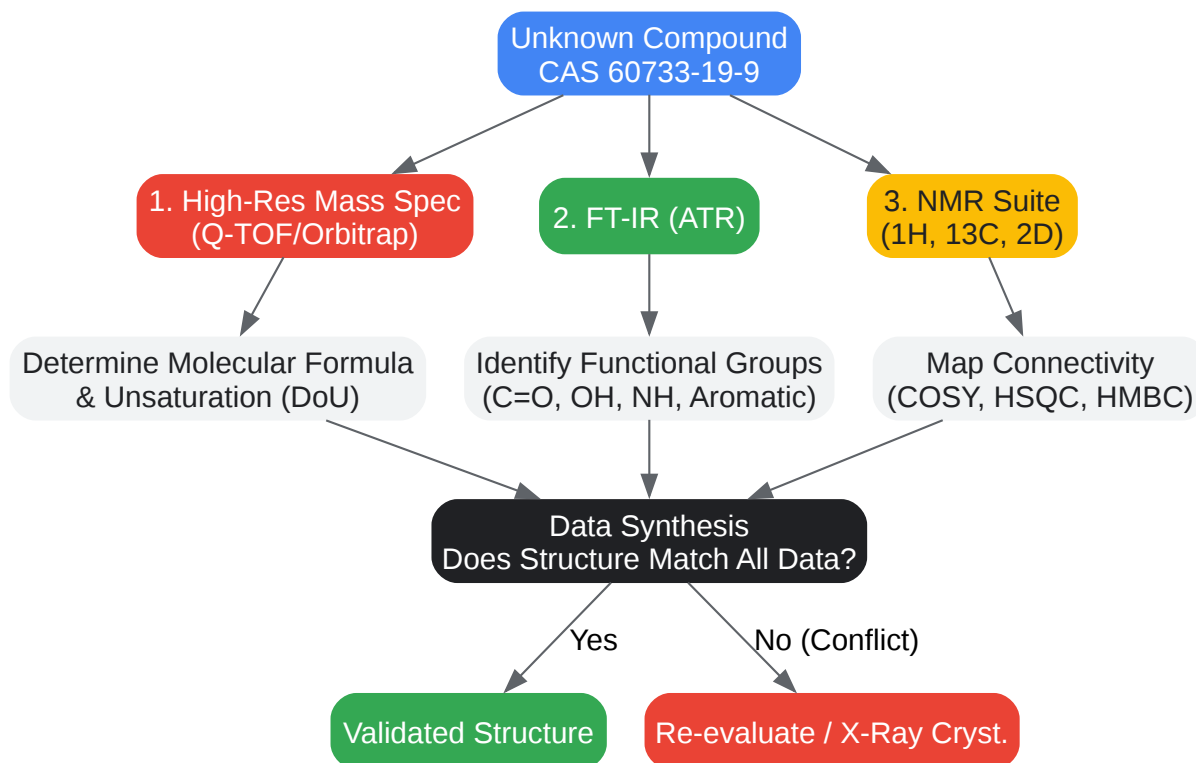 Unknown Compound
CAS 60733-19-9
1. High-Res Mass Spec
(Q-TOF/Orbitrap)
2. FT-IR (ATR)
3. NMR Suite
(1H, 13C, 2D)
Determine Molecular Formula
& Unsaturation (DoU)
Identify Functional Groups
(C=O, OH, NH, Aromatic)
Map Connectivity
(COSY, HSQC, HMBC)
Data Synthesis
Does Structure Match All Data?
Yes
No (Conflict)
Validated Structure
Re-evaluate / X-Ray Cryst.